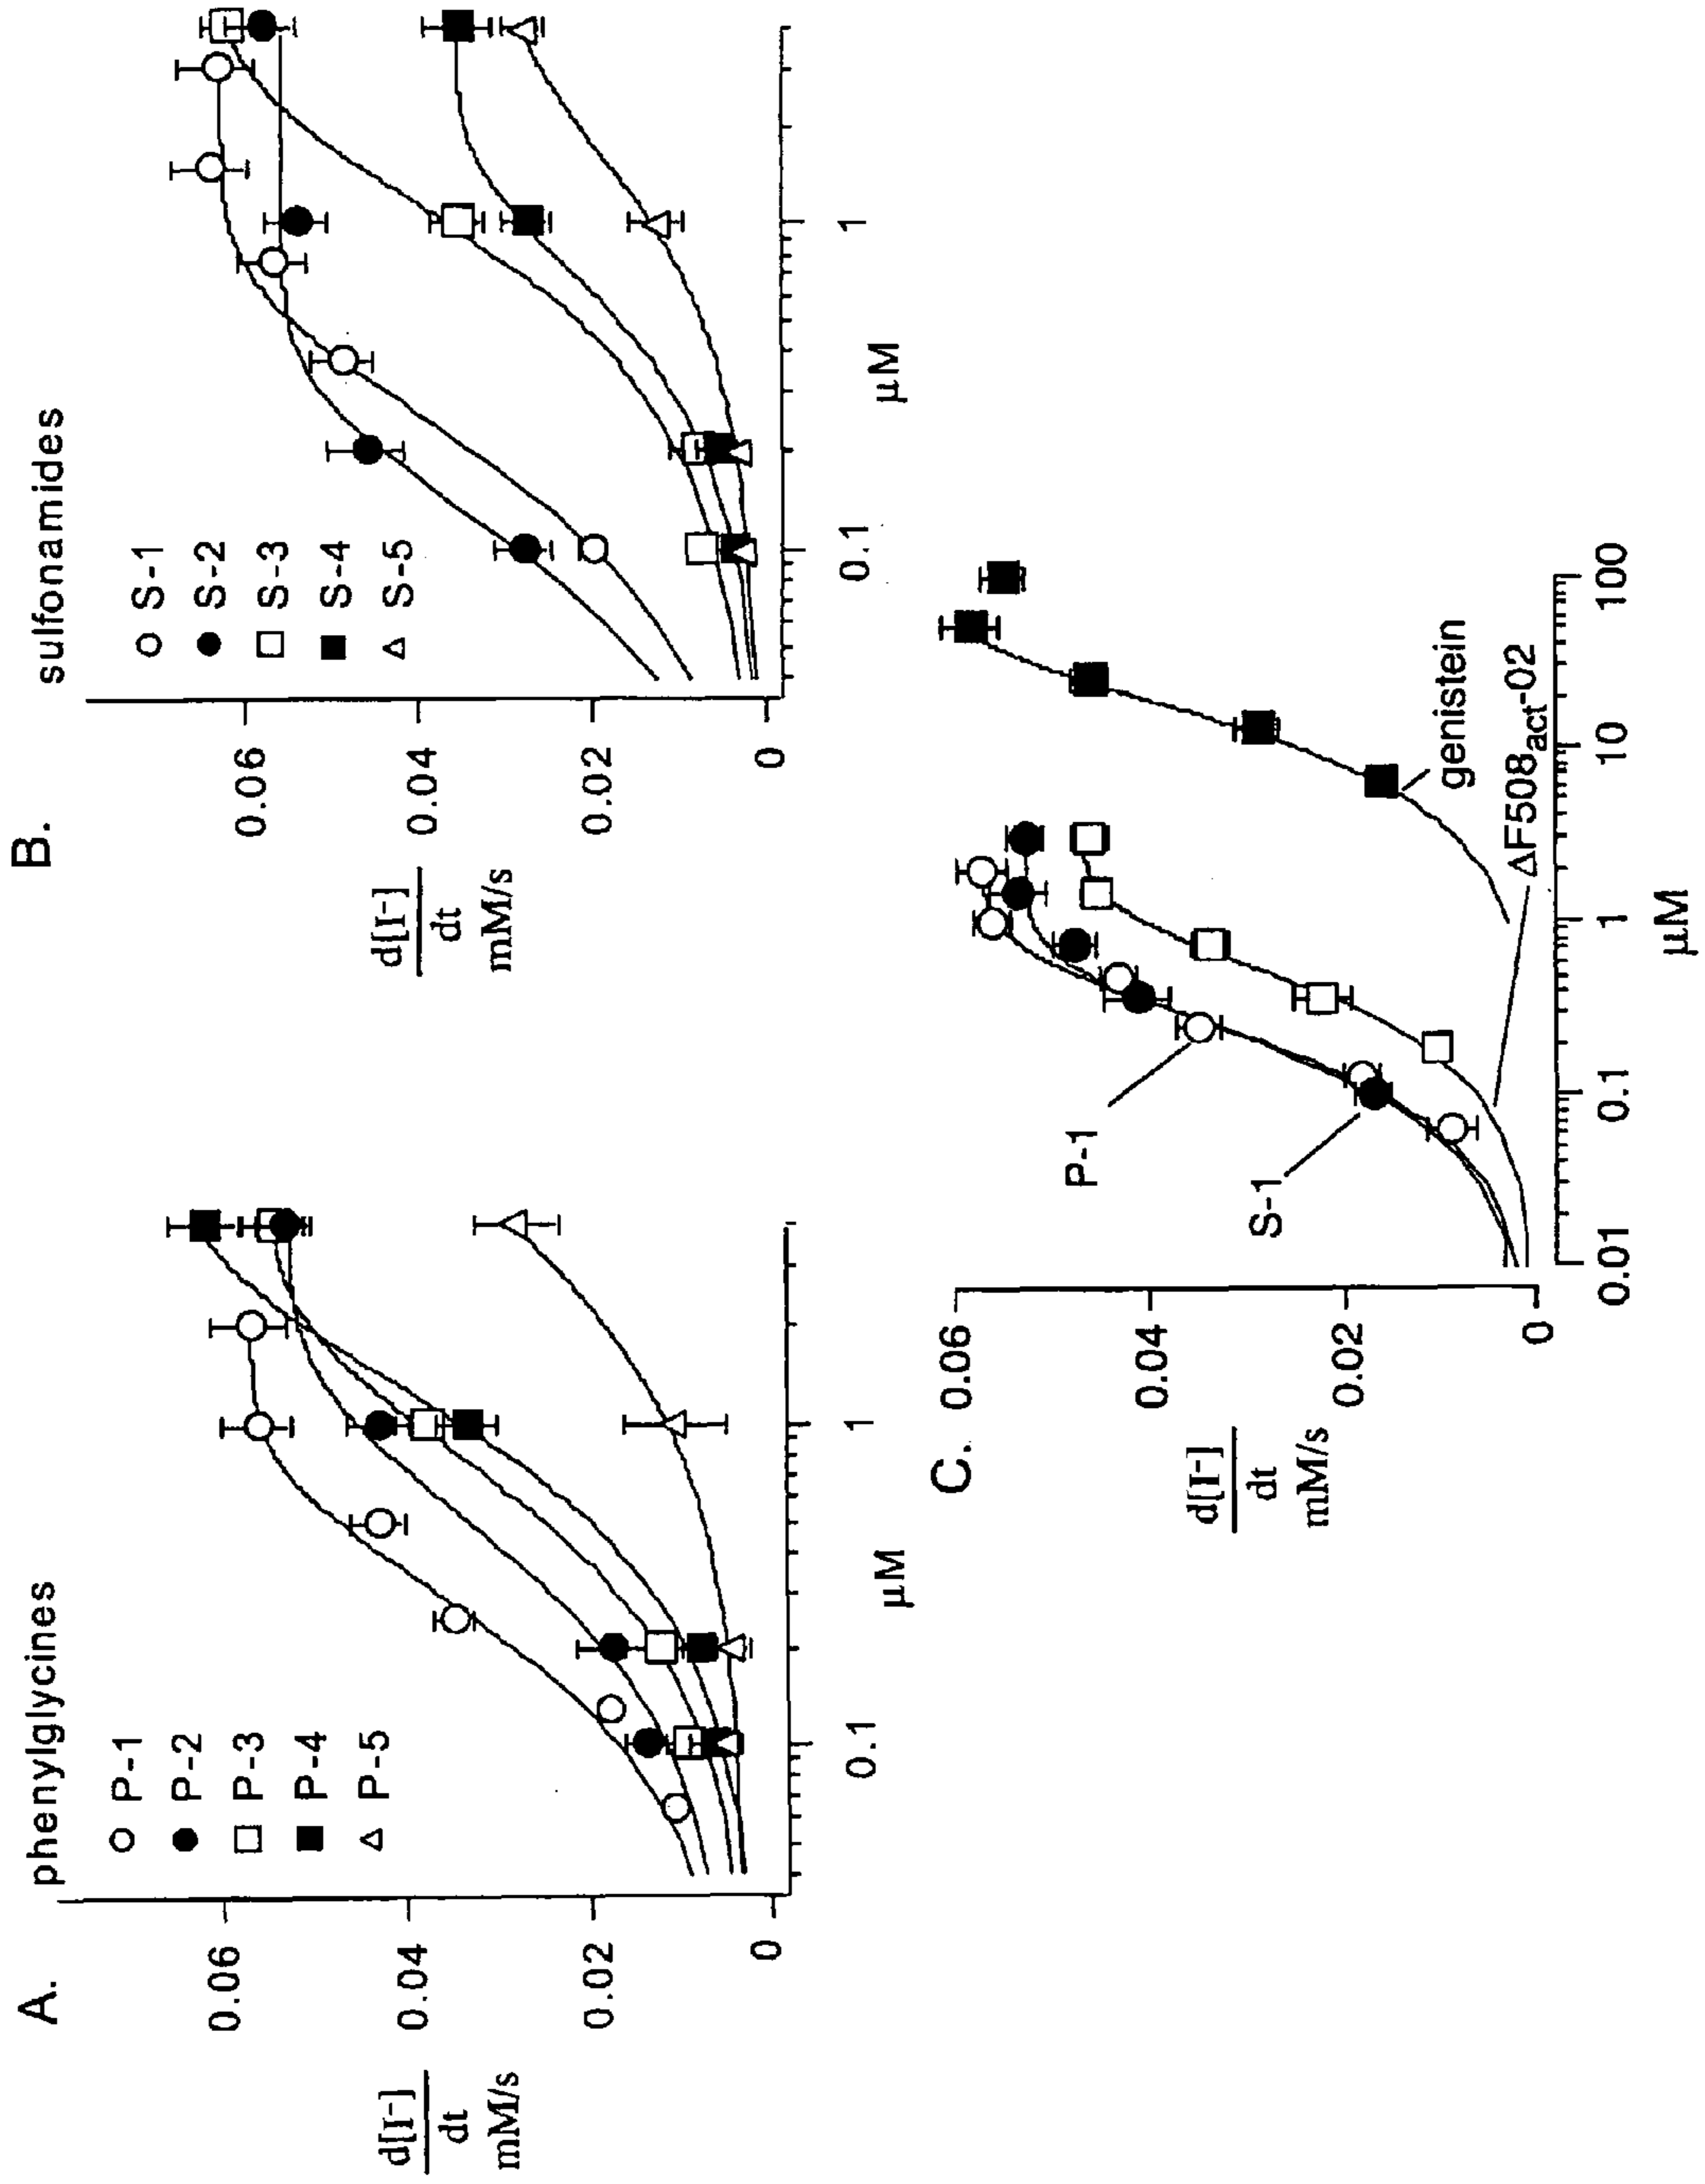 A. phenylglycines
P-1
P-2
P-3
P-4
P-5
d[I⁻]
dt
mM/s
0.06
0.04
0.02
0
0.1
1
µM
B. sulfonamides
S-1
S-2
S-3
S-4
S-5
d[I⁻]
dt
mM/s
0.06
0.04
0.02
0
0.1
1
µM
C.
d[I⁻]
dt
mM/s
0.06
0.04
0.02
0
P-1
S-1
genistein
ΔF508act-02
0.01
0.1
1
10
100
µM